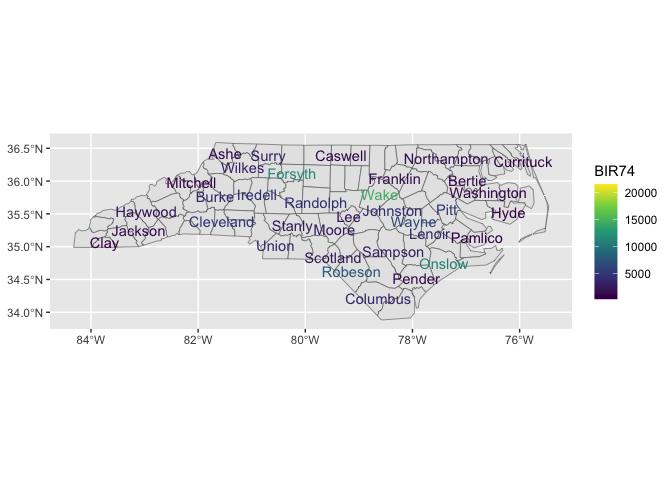 36.5°N
36.0°N
35.5°N
35.0°N
34.5°N
34.0°N
Ashe
Surry
Caswell
Northampton
Currituck
Wilkes
Forsyth
Franklin
Bertie
Mitchell
Burke
Iredell
Wake
Washington
Randolph
Haywood
Lee
Johnston
Pitt
Hyde
Cleveland
Stanly
Moore
Wayne
Jackson
Lenoir
Pamlico
Clay
Union
Sampson
Scotland
Onslow
Robeson
Pender
Columbus
84°W
82°W
80°W
78°W
76°W
BIR74
20000
15000
10000
5000